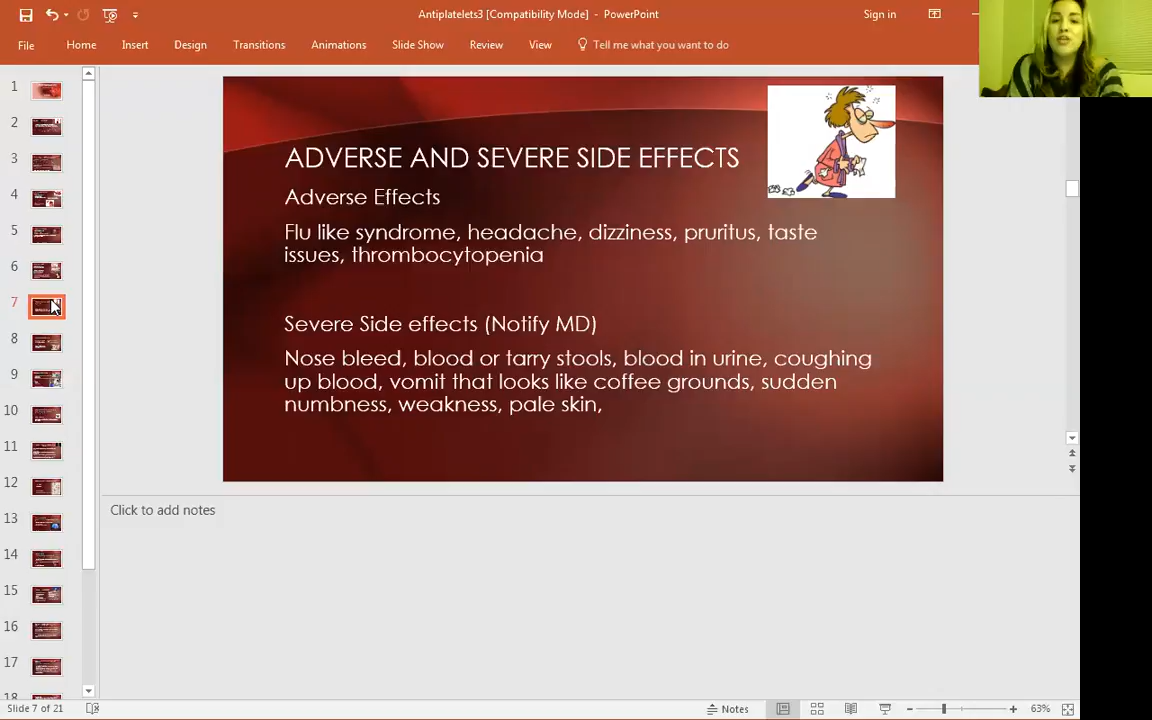 Antiplatelets3 [Compatibility Mode] - PowerPoint
Sign in
File Home Insert Design Transitions Animations Slide Show Review View Tell me what you want to do
1
2
3
4
5
6
7
8
9
10
11
12
13
14
15
16
17
18
ADVERSE AND SEVERE SIDE EFFECTS
Adverse Effects
Flu like syndrome, headache, dizziness, pruritus, taste
issues, thrombocytopenia
Severe Side effects (Notify MD)
Nose bleed, blood or tarry stools, blood in urine, coughing
up blood, vomit that looks like coffee grounds, sudden
numbness, weakness, pale skin,
Click to add notes
Slide 7 of 21
Notes
63%